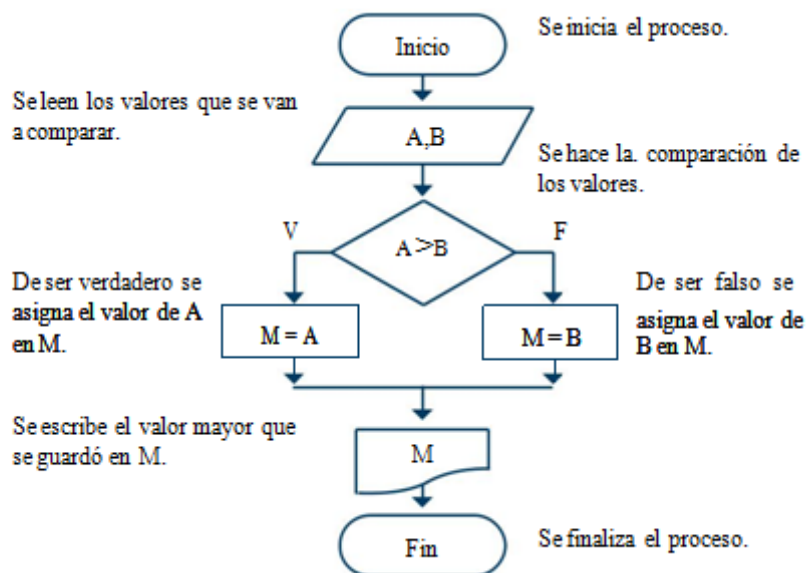 Inicio
Se inicia el proceso.
Se leen los valores que se van
a comparar.
A,B
Se hace la. comparación de
los valores.
V
A >B
F
De ser verdadero se
asigna el valor de A
en M.
M = A
De ser falso se
asigna el valor de
B en M.
M = B
Se escribe el valor mayor que
se guardó en M.
M
Fin
Se finaliza el proceso.